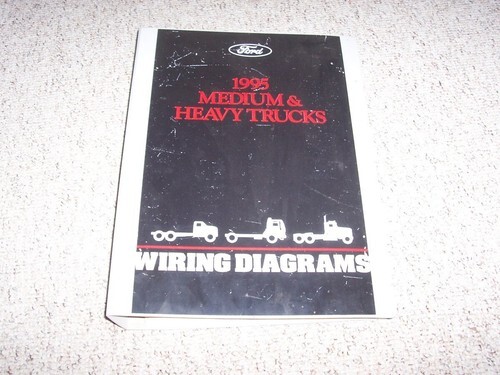 Ford
1995
MEDIUM &
HEAVY TRUCKS
WIRING DIAGRAMS